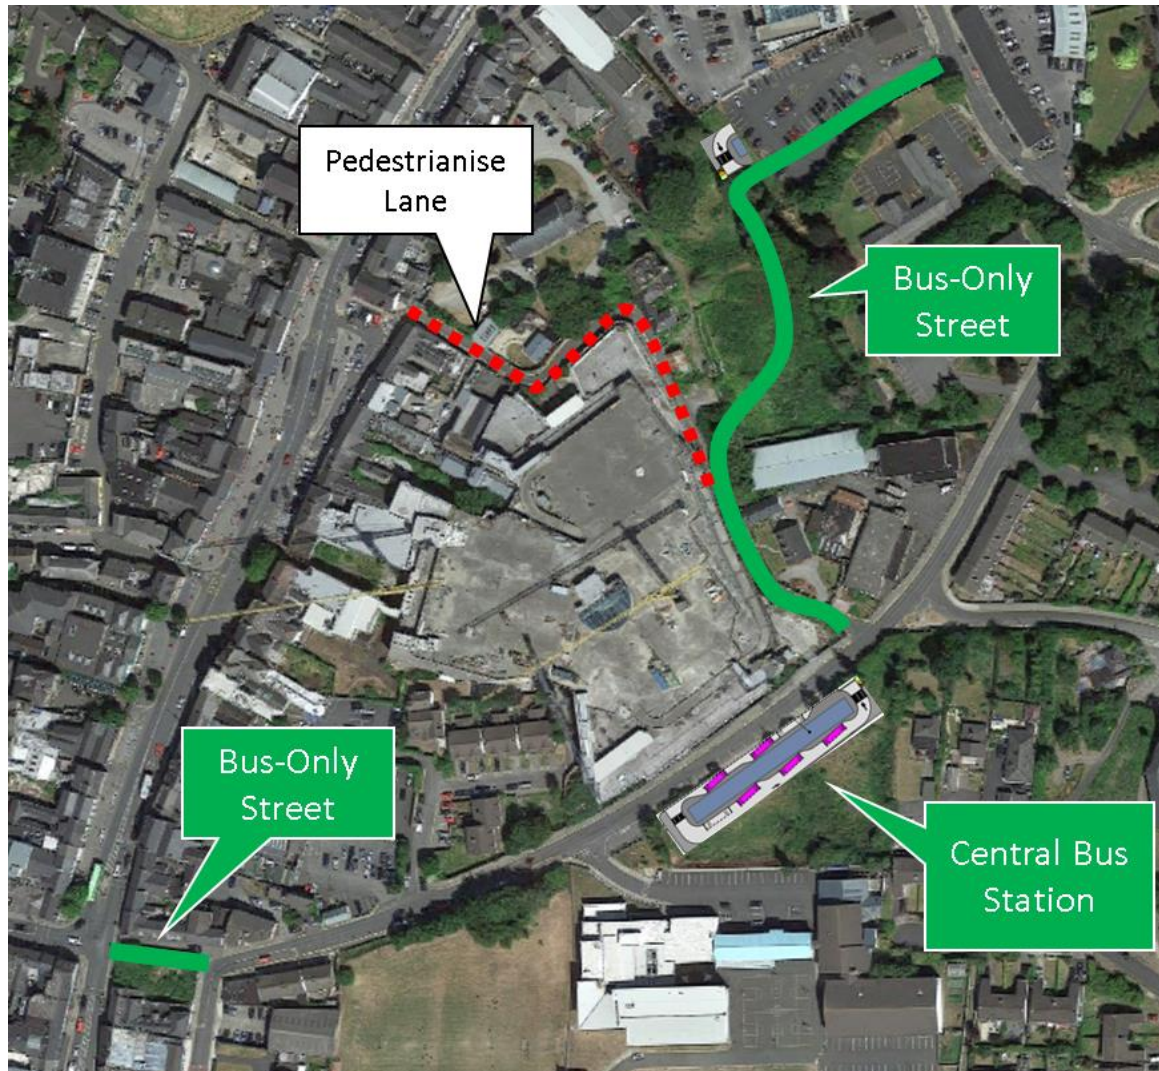 Pedestrianise
Lane
Bus-Only
Street
Bus-Only
Street
Central Bus
Station